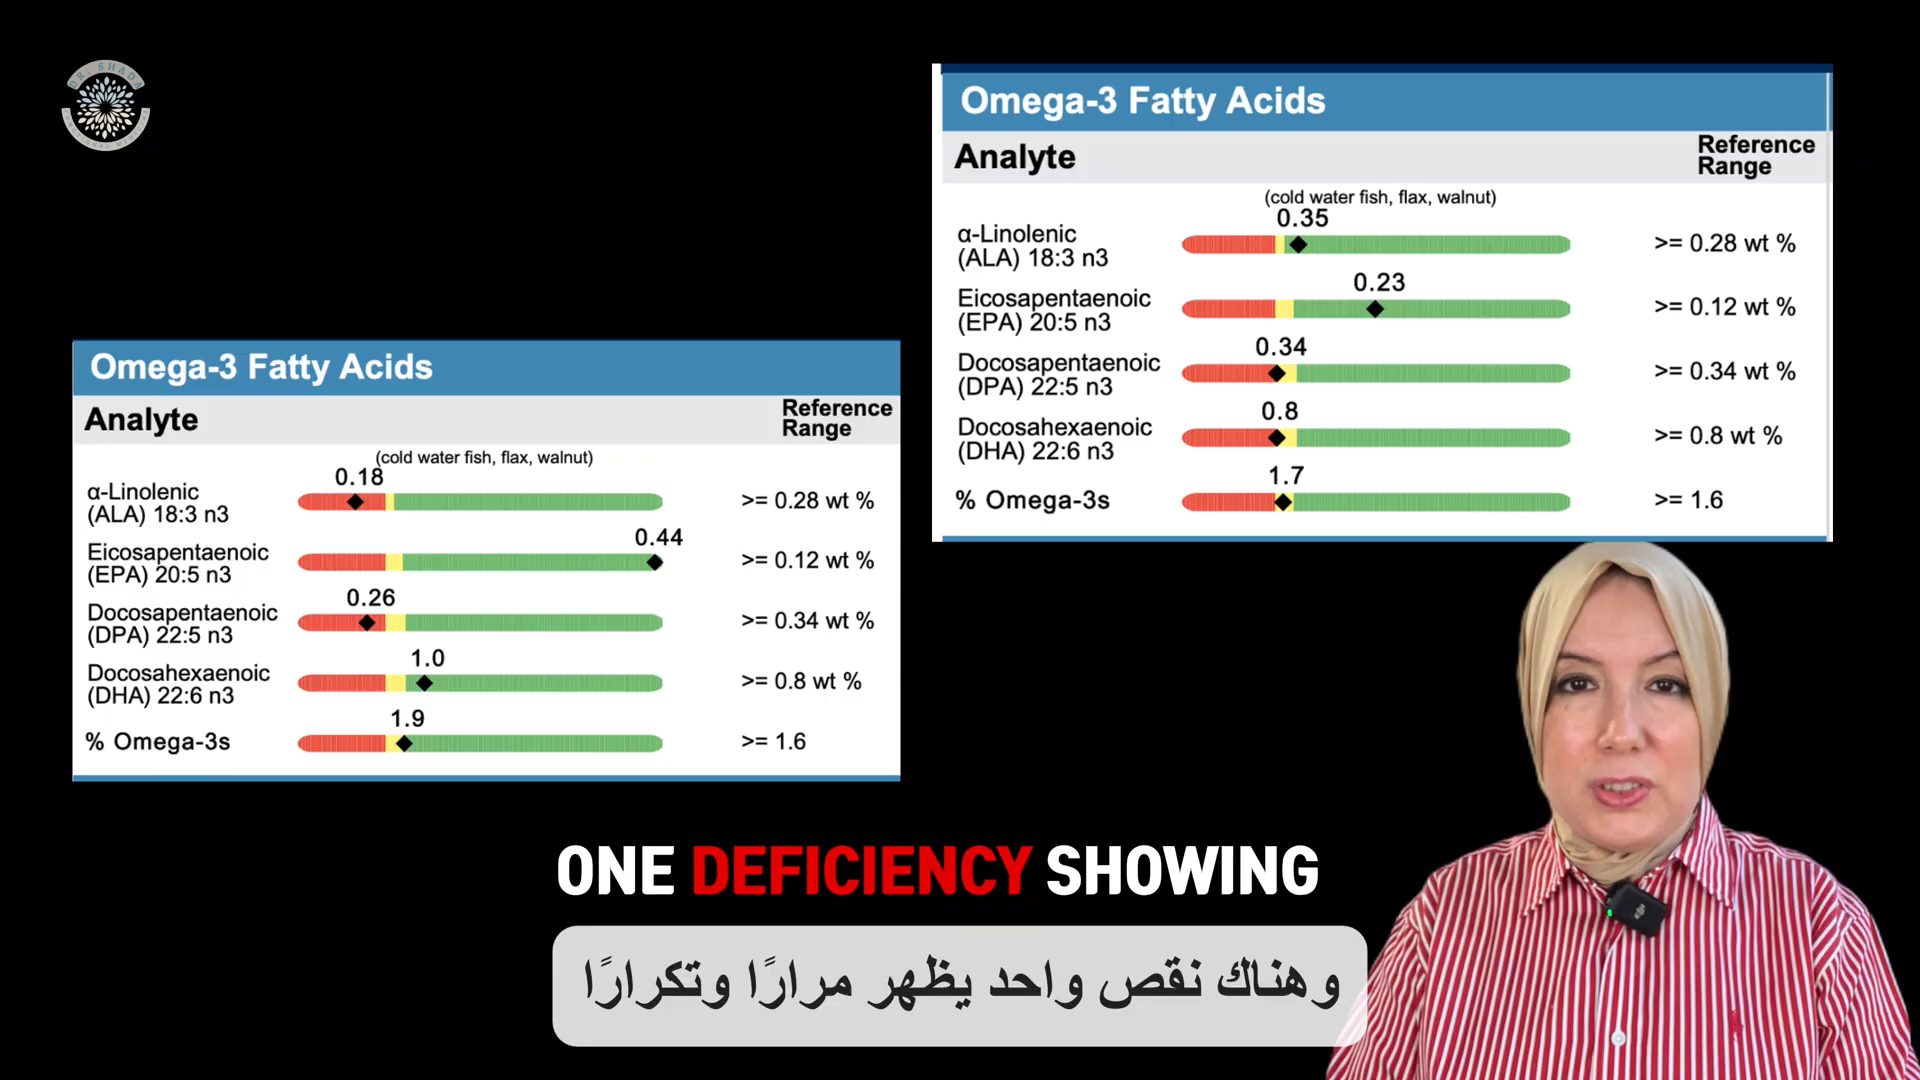 DR. SHADA
Omega-3 Fatty Acids
Analyte
Reference
Range
(cold water fish, flax, walnut)
0.18
α-Linolenic
(ALA) 18:3 n3
>= 0.28 wt %
0.44
Eicosapentaenoic
(EPA) 20:5 n3
>= 0.12 wt %
0.26
Docosapentaenoic
(DPA) 22:5 n3
>= 0.34 wt %
1.0
Docosahexaenoic
(DHA) 22:6 n3
>= 0.8 wt %
1.9
% Omega-3s
>= 1.6
Omega-3 Fatty Acids
Analyte
Reference
Range
(cold water fish, flax, walnut)
0.35
α-Linolenic
(ALA) 18:3 n3
>= 0.28 wt %
0.23
Eicosapentaenoic
(EPA) 20:5 n3
>= 0.12 wt %
0.34
Docosapentaenoic
(DPA) 22:5 n3
>= 0.34 wt %
0.8
Docosahexaenoic
(DHA) 22:6 n3
>= 0.8 wt %
1.7
% Omega-3s
>= 1.6
ONE DEFICIENCY SHOWING
وهناك نقص واحد يظهر مرارًا وتكرارًا